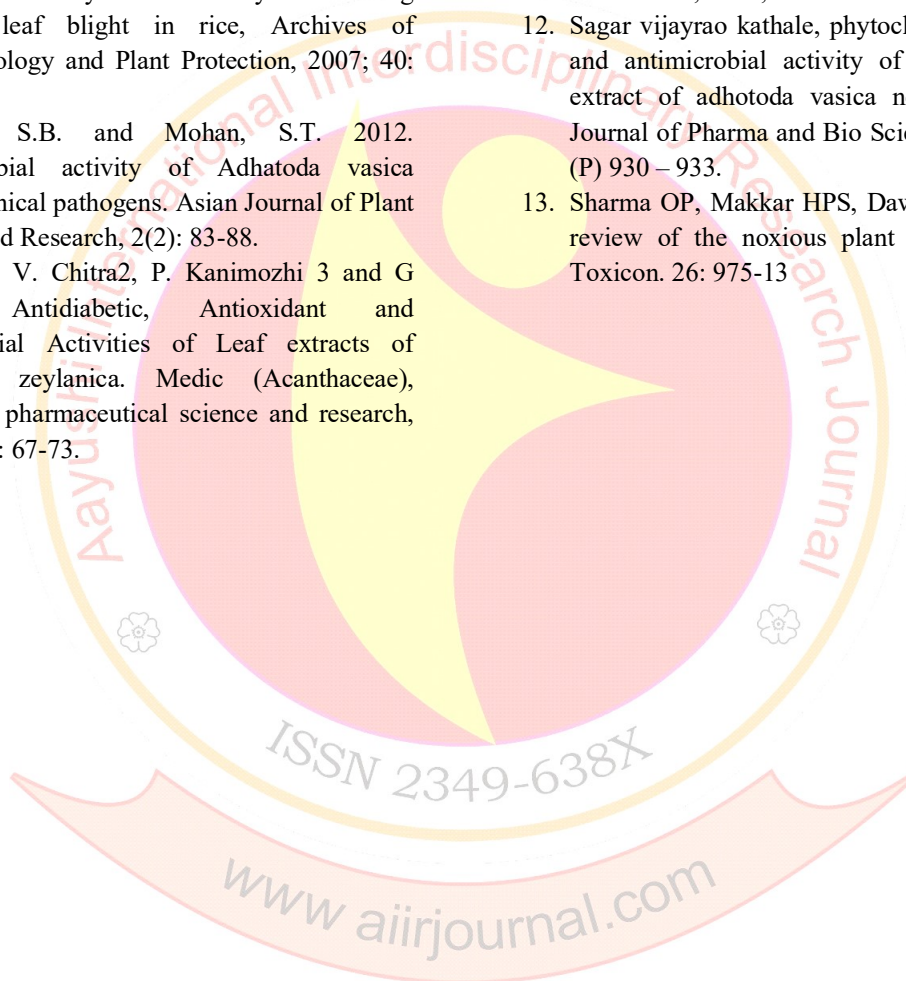 leaf blight in rice, Archives of
ology and Plant Protection, 2007; 40:
S.B. and Mohan, S.T. 2012.
bial activity of Adhatoda vasica
nical pathogens. Asian Journal of Plant
d Research, 2(2): 83-88.
V. Chitra2, P. Kanimozhi 3 and G
Antidiabetic, Antioxidant and
ial Activities of Leaf extracts of
zeylanica. Medic (Acanthaceae),
pharmaceutical science and research,
: 67-73.
12. Sagar vijayrao kathale, phytocl
and antimicrobial activity of
extract of adhotoda vasica n
Journal of Pharma and Bio Scie
(P) 930 – 933.
13. Sharma OP, Makkar HPS, Daw
review of the noxious plant
Toxicon. 26: 975-13
Aayushi International Interdisciplinary Research Journal
ISSN 2349-638X
www aiirjournal.com